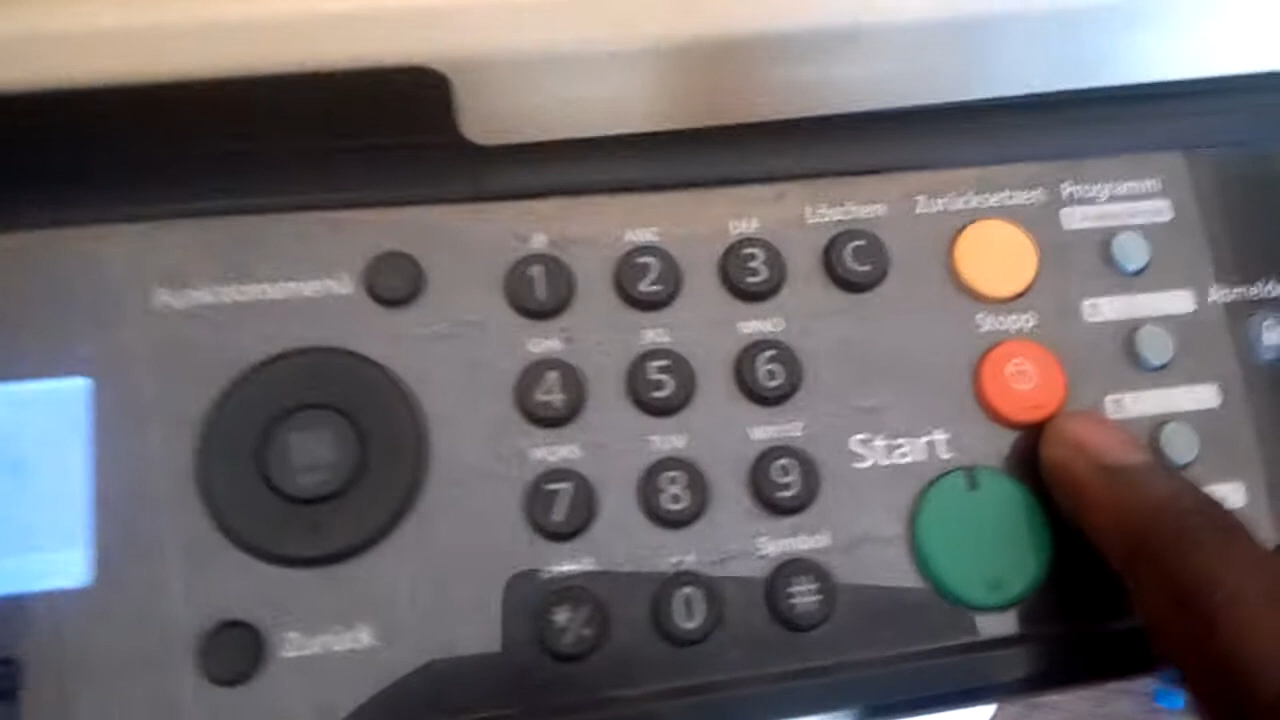 Funktionsmenü
1
ABC
2
DEF
3
Löschen
C
Zurücksetzen
Programm
GHI
4
JKL
5
MNO
6
Stopp
PQRS
7
TUV
8
WXYZ
9
Start
0
Symbol
#
Zurück